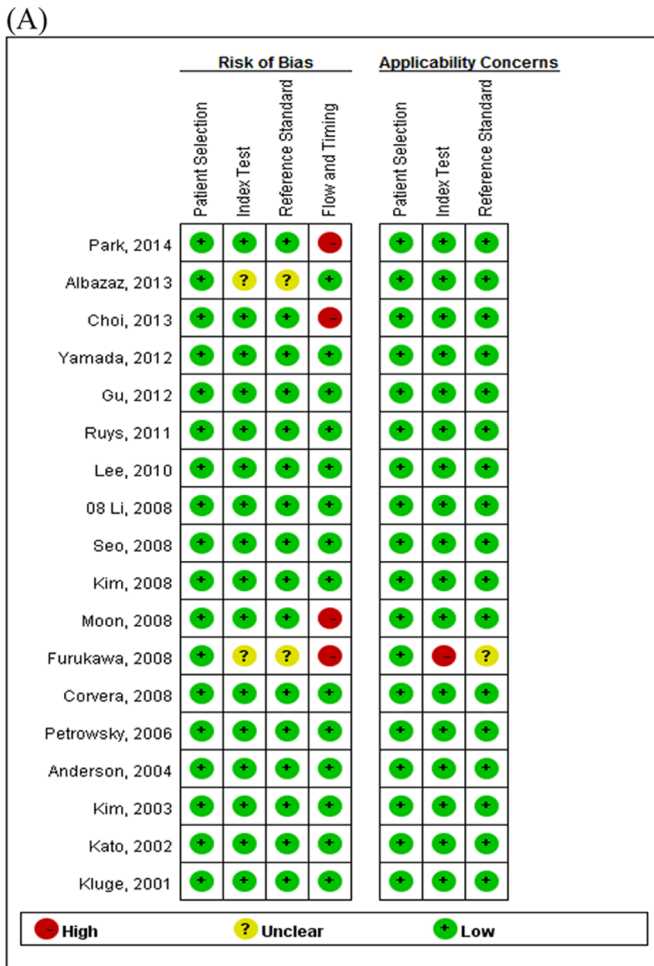 (A)
Risk of Bias Applicability Concerns
Patient Selection
Index Test
Reference Standard
Flow and Timing
Patient Selection
Index Test
Reference Standard
Park, 2014 + + + - + + +
Albazaz, 2013 + ? ? + + + +
Choi, 2013 + + + - + + +
Yamada, 2012 + + + + + + +
Gu, 2012 + + + + + + +
Ruys, 2011 + + + + + + +
Lee, 2010 + + + + + + +
08 Li, 2008 + + + + + + +
Seo, 2008 + + + + + + +
Kim, 2008 + + + + + + +
Moon, 2008 + + + - + + +
Furukawa, 2008 + ? ? - + - ?
Corvera, 2008 + + + + + + +
Petrowsky, 2006 + + + + + + +
Anderson, 2004 + + + + + + +
Kim, 2003 + + + + + + +
Kato, 2002 + + + + + + +
Kluge, 2001 + + + + + + +
- High ? Unclear + Low